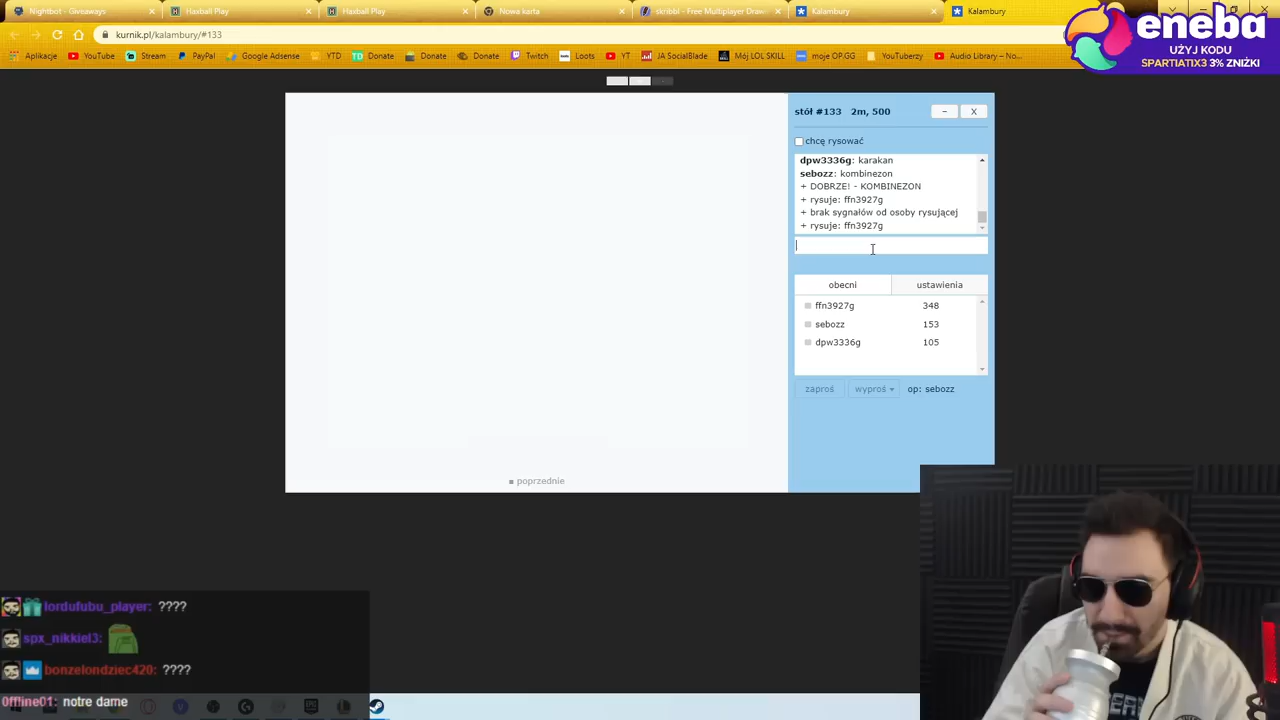 Nightbot - Giveaways
Haxball Play
Haxball Play
Nowa karta
skribbl - Free Multiplayer Draw
Kalambury
Kalambury
kurnik.pl/kalambury/#133
Aplikacje
YouTube
Stream
PayPal
Google Adsense
YTD
Donate
Donate
Donate
Twitch
Loots
YT
JA SocialBlade
Mój LOL SKILL
moje OP.GG
YouTuberzy
Audio Library – No...
eneba
UŻYJ KODU
SPARTIATIX3 3% ZNIŻKI
stół #133 2m, 500
–
X
chcę rysować
dpw3336g: karakan
sebozz: kombinezon
+ DOBRZE! - KOMBINEZON
+ rysuje: ffn3927g
+ brak sygnałów od osoby rysującej
+ rysuje: ffn3927g
obecni
ustawienia
ffn3927g 348
sebozz 153
dpw3336g 105
zaproś
wyproś
op: sebozz
poprzednie
lordufubu_player: ????
spx_nikkiel3:
bonzelondziec420: ????
0ffline01: notre dame